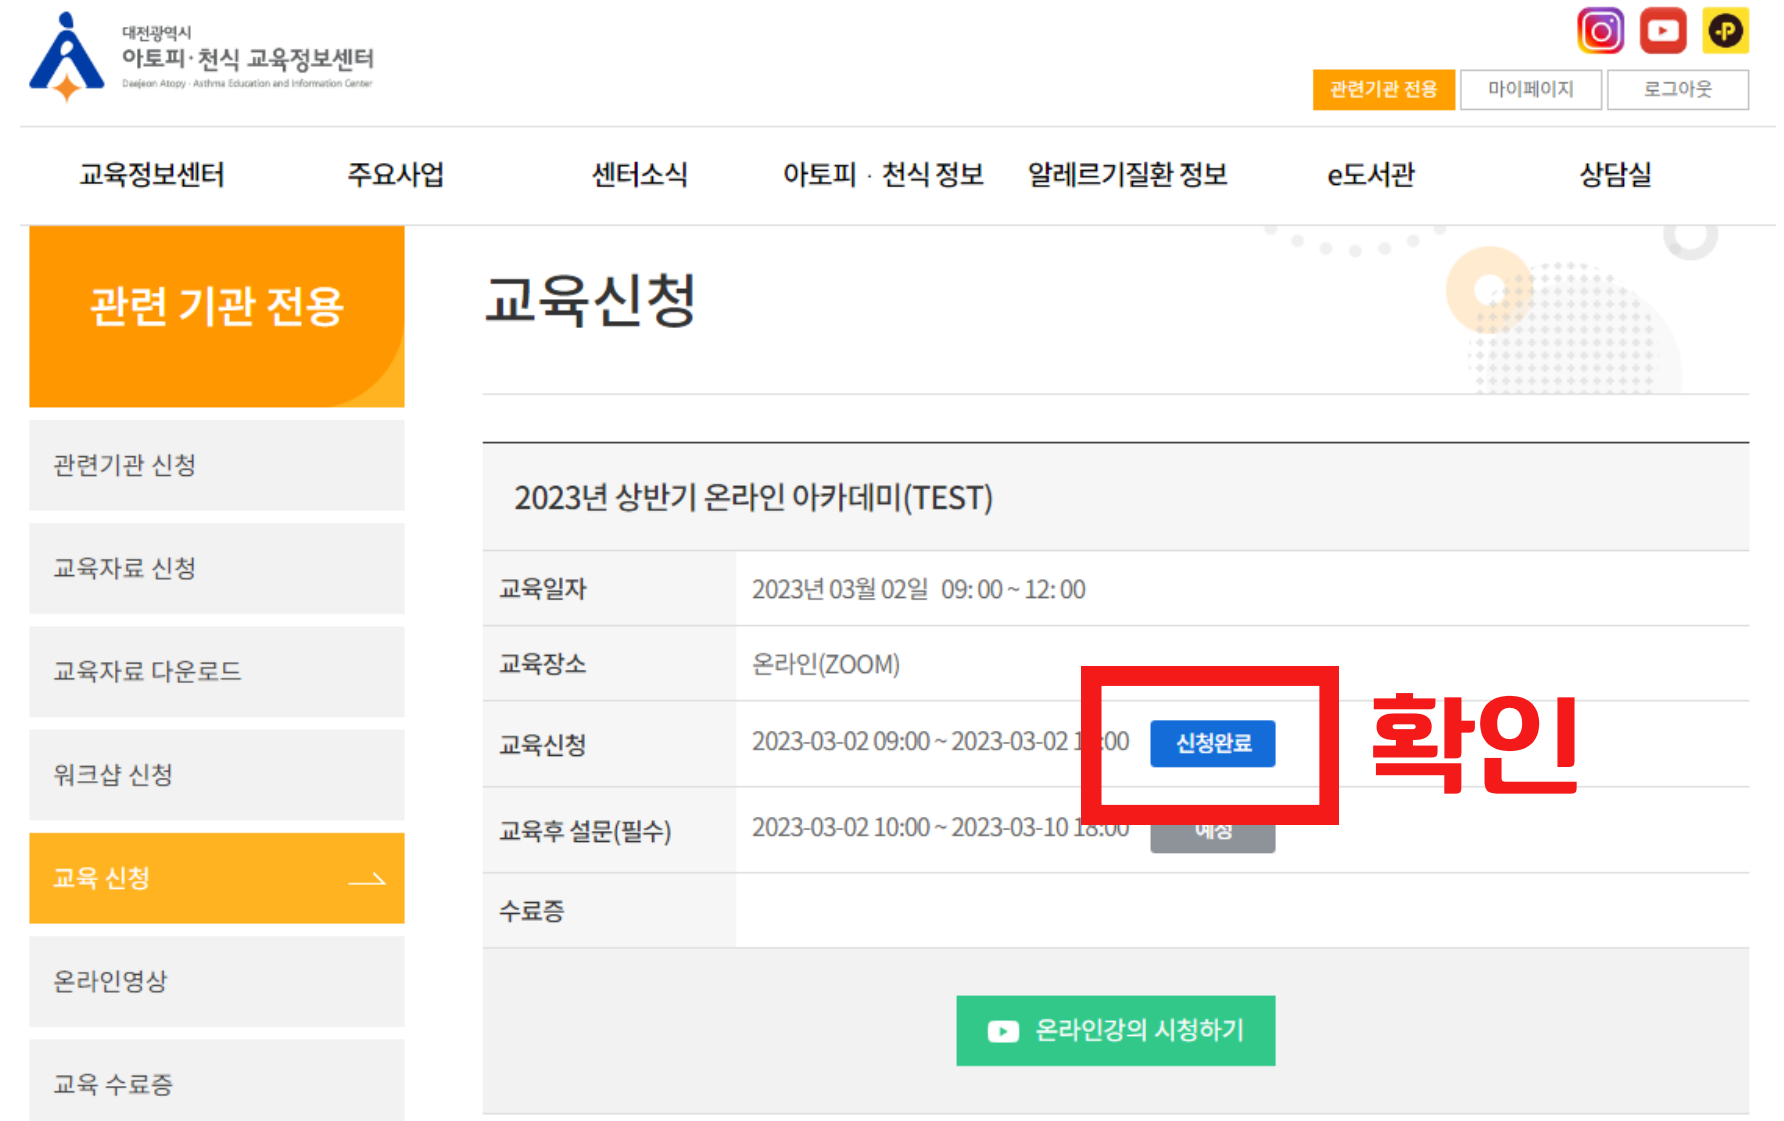 대전광역시
아토피·천식 교육정보센터
Daejeon Atopy · Asthma Education and Information Center
관련기관 전용 마이페이지 로그아웃
교육정보센터 주요사업 센터소식 아토피 · 천식 정보 알레르기질환 정보 e도서관 상담실
관련 기관 전용
관련기관 신청
교육자료 신청
교육자료 다운로드
워크샵 신청
교육 신청
온라인영상
교육 수료증
교육신청
2023년 상반기 온라인 아카데미(TEST)
교육일자 2023년 03월 02일 09:00 ~ 12:00
교육장소 온라인(ZOOM)
교육신청 2023-03-02 09:00 ~ 2023-03-02 :00 신청완료
확인
교육후 설문(필수) 2023-03-02 10:00 ~ 2023-03-10 18:00 예정
수료증
온라인강의 시청하기